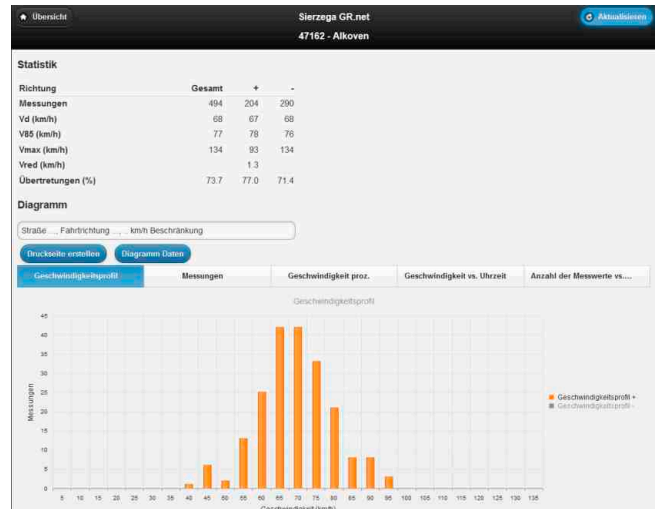 Übersicht
Sierzega GR.net
Aktualisieren
47162 - Alkoven
Statistik
Richtung Gesamt + -
Messungen 494 204 290
Vd (km/h) 68 67 68
V85 (km/h) 77 78 76
Vmax (km/h) 134 93 134
Vred (km/h) 1.3
Übertretungen (%) 73.7 77.0 71.4
Diagramm
Straße ..., Fahrtrichtung ..., .. km/h Beschränkung
Druckseite erstellen Diagramm Daten
Geschwindigkeitsprofil Messungen Geschwindigkeit proz. Geschwindigkeit vs. Uhrzeit Anzahl der Messwerte vs....
Geschwindigkeitsprofil
45
40
35
30
25
20
15
10
5
0
Messungen
Geschwindigkeitsprofil +
Geschwindigkeitsprofil -
5 10 15 20 25 30 35 40 45 50 55 60 65 70 75 80 85 90 95 100 105 110 115 120 125 130 135
Geschwindigkeit (km/h)